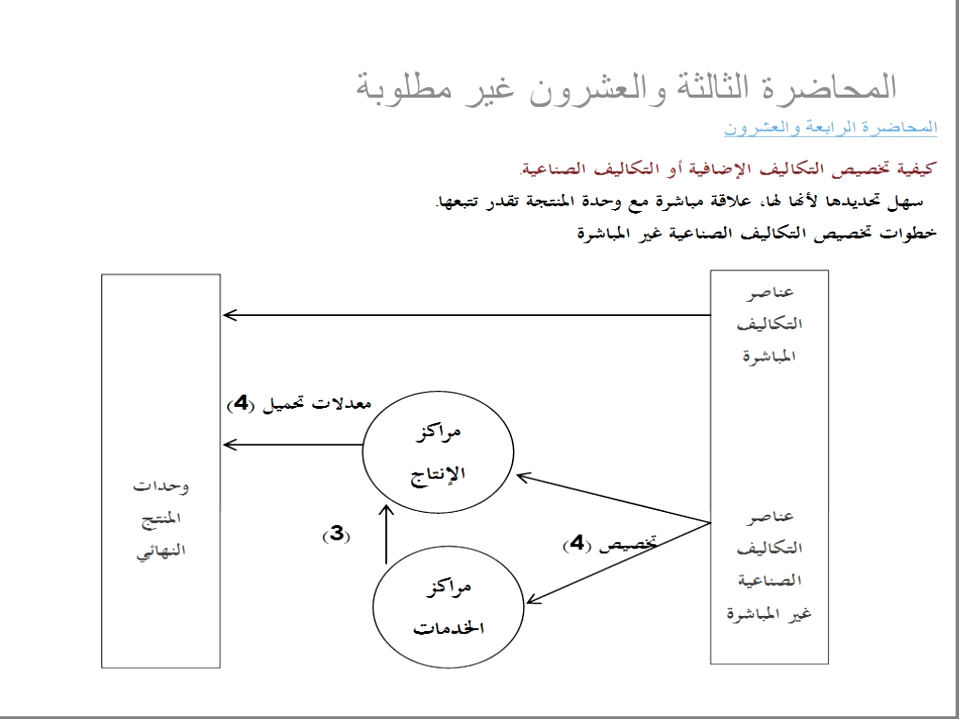 المحاضرة الثالثة والعشرون غير مطلوبة
المحاضرة الرابعة والعشرون
كيفية تخصيص التكاليف الإضافية أو التكاليف الصناعية.
سهل تحديدها لأنها لها، علاقة مباشرة مع وحدة المنتجة تقدر تتبعها.
خطوات تخصيص التكاليف الصناعية غير المباشرة
عناصر
التكاليف
المباشرة
معدلات تحميل (4)
مراكز
الإنتاج
وحدات
المنتج
النهائي
عناصر
التكاليف
الصناعية
غير المباشرة
تخصيص (4)
(3)
مراكز
الخدمات